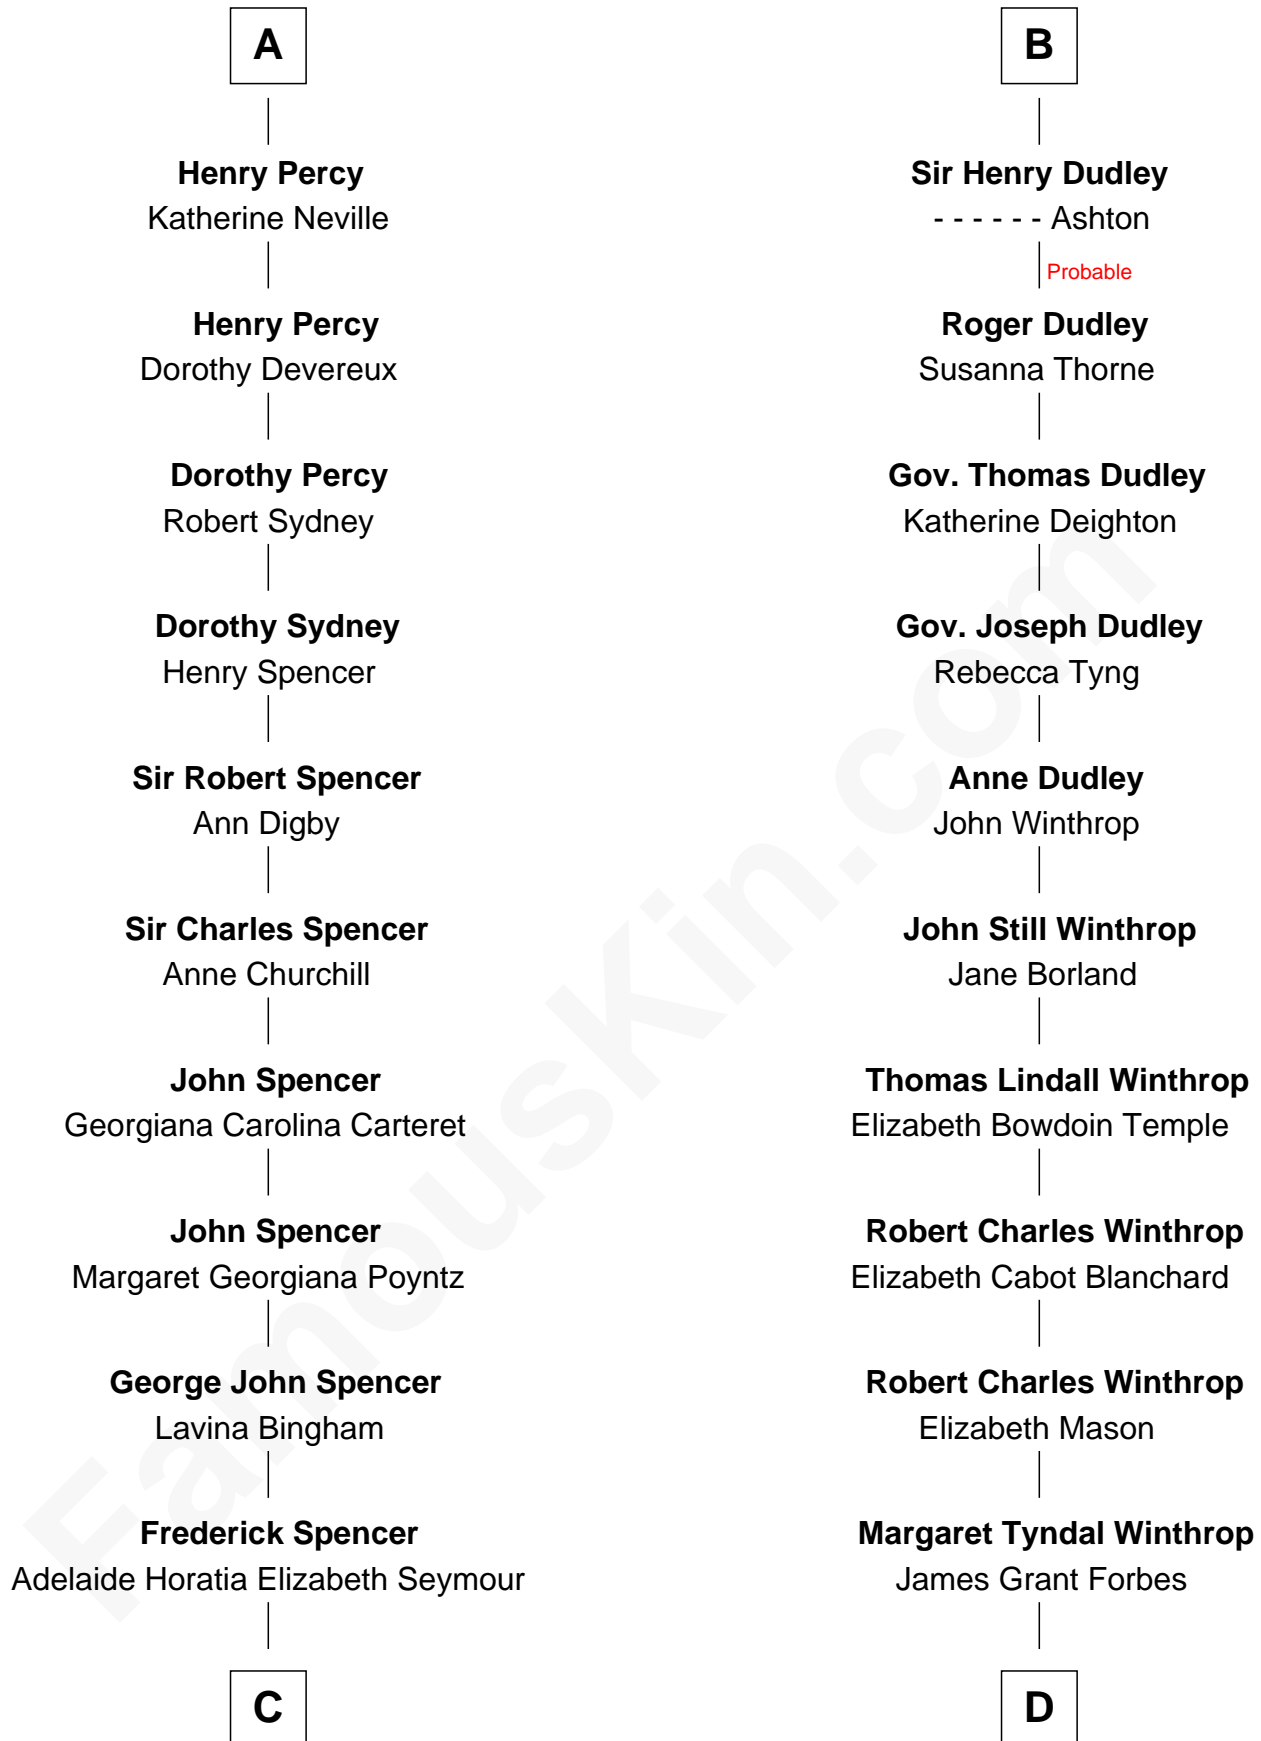 A
Henry Percy
Katherine Neville
Henry Percy
Dorothy Devereux
Dorothy Percy
Robert Sydney
Dorothy Sydney
Henry Spencer
Sir Robert Spencer
Ann Digby
Sir Charles Spencer
Anne Churchill
John Spencer
Georgiana Carolina Carteret
John Spencer
Margaret Georgiana Poyntz
George John Spencer
Lavina Bingham
Frederick Spencer
Adelaide Horatia Elizabeth Seymour
C
B
Sir Henry Dudley
- - - - - - Ashton
Probable
Roger Dudley
Susanna Thorne
Gov. Thomas Dudley
Katherine Deighton
Gov. Joseph Dudley
Rebecca Tyng
Anne Dudley
John Winthrop
John Still Winthrop
Jane Borland
Thomas Lindall Winthrop
Elizabeth Bowdoin Temple
Robert Charles Winthrop
Elizabeth Cabot Blanchard
Robert Charles Winthrop
Elizabeth Mason
Margaret Tyndal Winthrop
James Grant Forbes
D
FamousKin.com